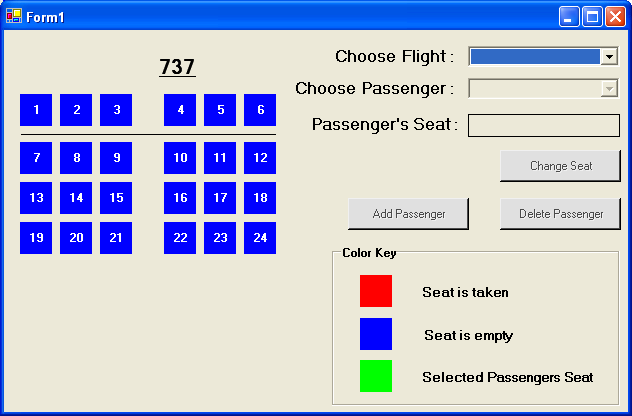 Form1
737
1 2 3 4 5 6
7 8 9 10 11 12
13 14 15 16 17 18
19 20 21 22 23 24
Choose Flight :
Choose Passenger :
Passenger's Seat :
Change Seat
Add Passenger Delete Passenger
Color Key
Seat is taken
Seat is empty
Selected Passengers Seat